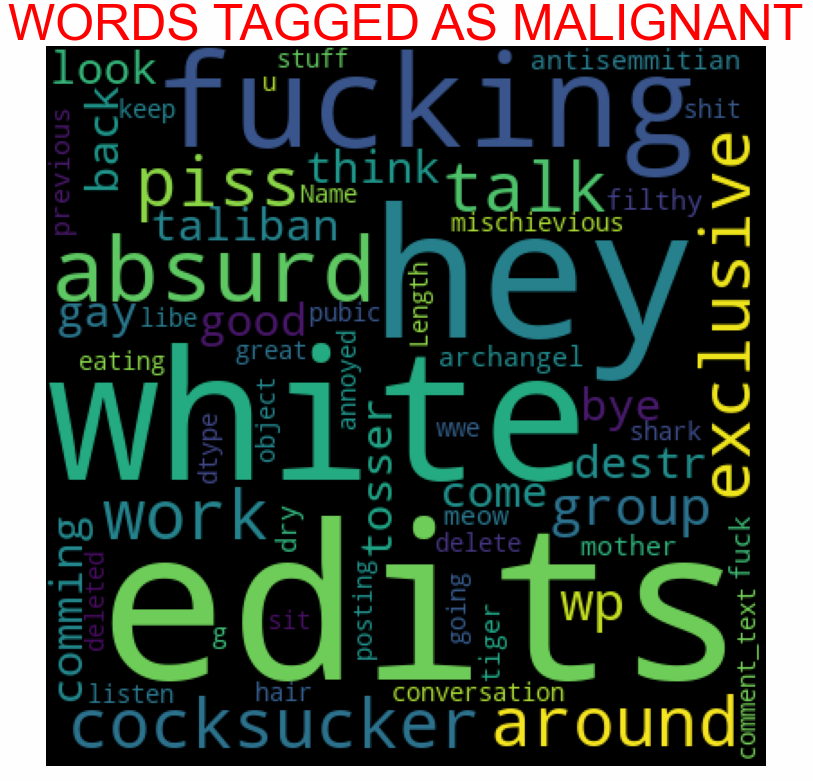 WORDS TAGGED AS MALIGNANT
look
stuff
u
antisemmitian
keep
fucking
shit
back
previous
piss
think
Name
talk
filthy
exclusive
taliban
mischievious
absurd
hey
gay
libe
good
pubic
Length
eating
great
annoyed
archangel
white
bye
dtype
object
wwe
shark
tosser
destr
work
come
group
dry
meow
comming
delete
mother
fuck
deleted
edits
wp
g
sit
posting
going
tiger
comment_text
listen
hair
conversation
cocksucker
around